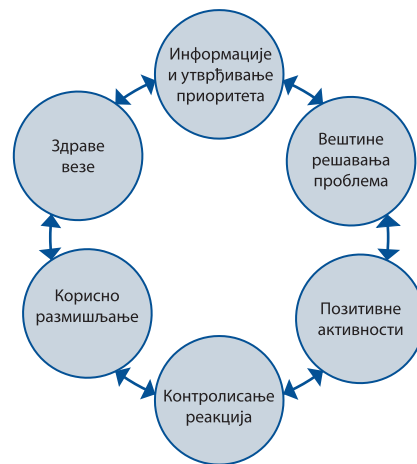 Информације
и утврђивање
приоритета
Вештине
решавања
проблема
Позитивне
активности
Контролисање
реакција
Корисно
размишљање
Здраве
везе